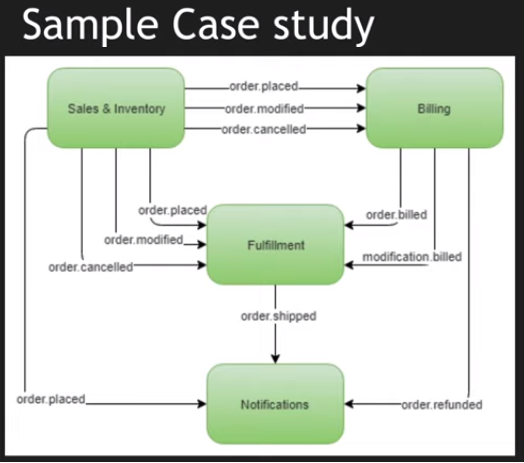 Sample Case study
order.placed
Sales & Inventory
order.modified
Billing
order.cancelled
order.placed
order.billed
order.modified
Fulfillment
modification.billed
order.cancelled
order.shipped
order.placed
Notifications
order.refunded